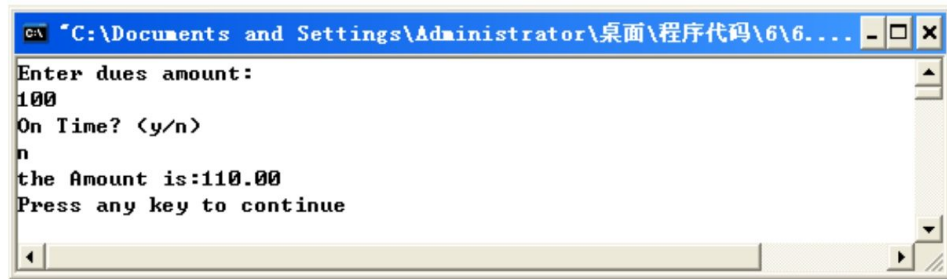 "C:\Documents and Settings\Administrator\桌面\程序代码\6\6....
Enter dues amount:
100
On Time? (y/n)
n
the Amount is:110.00
Press any key to continue